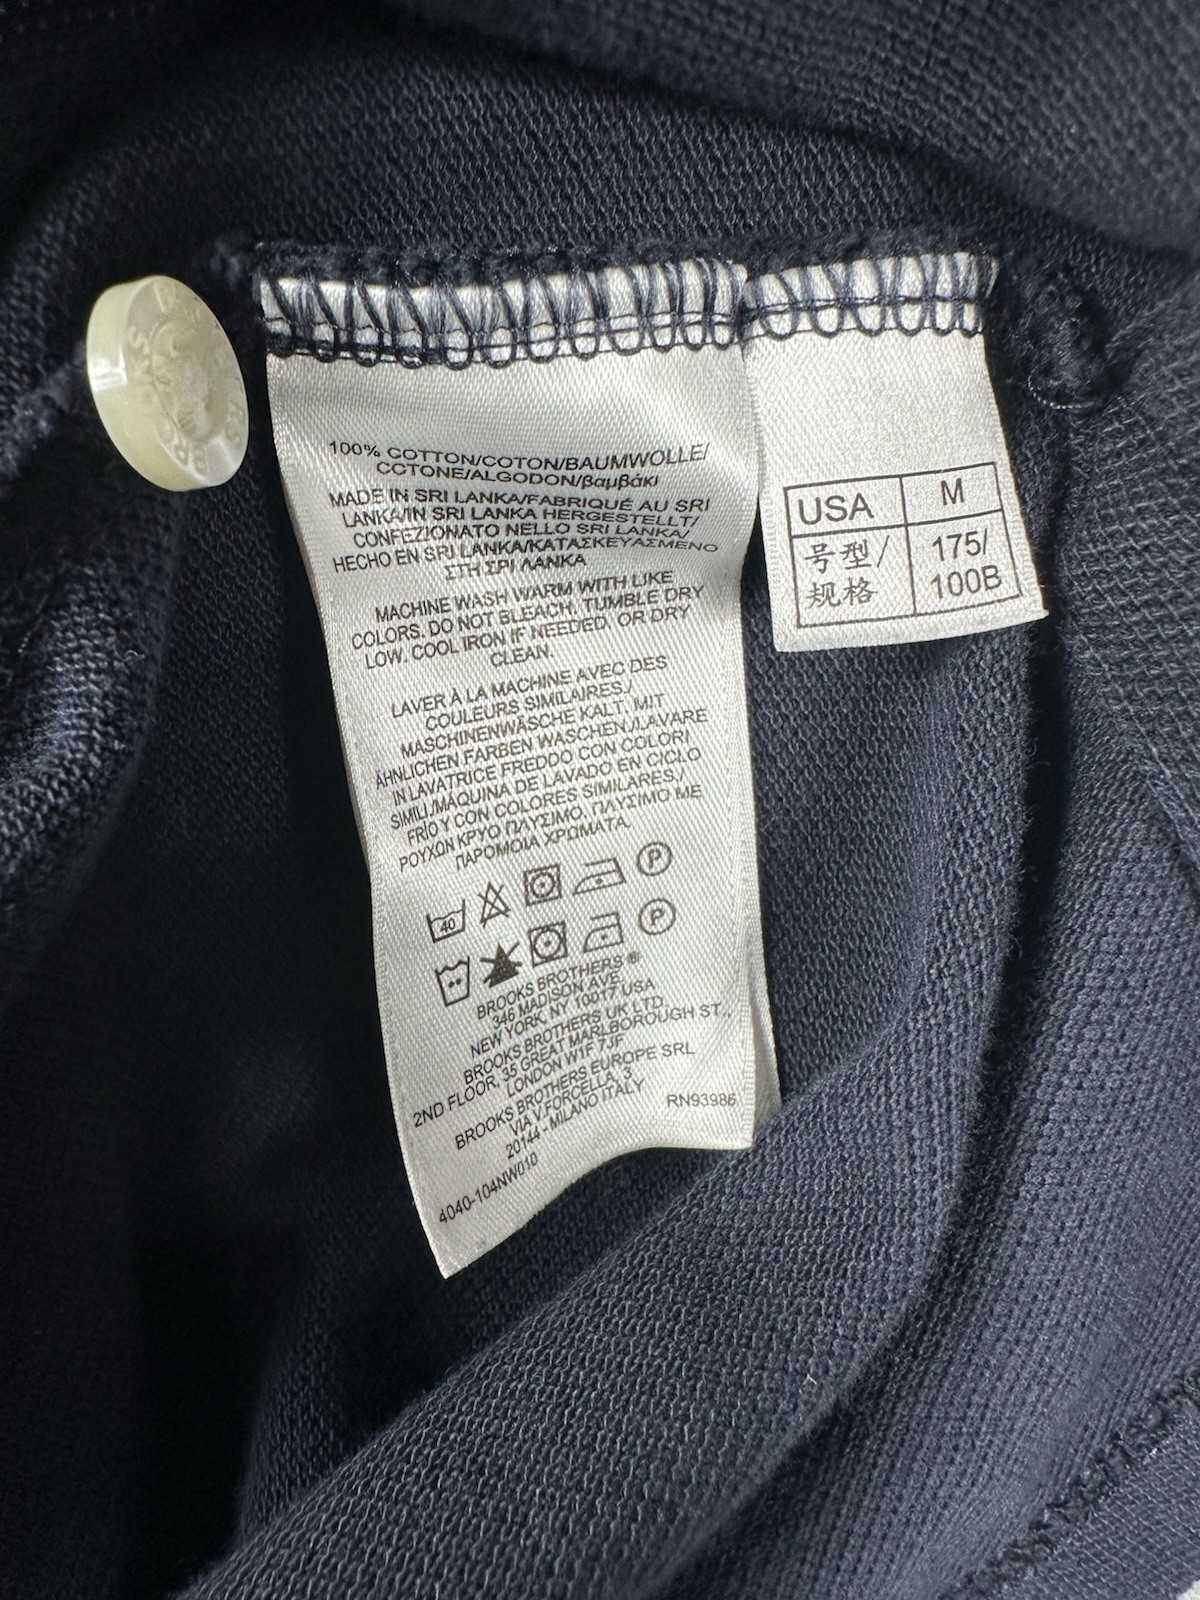 BROOKS BROTHERS
100% COTTON/COTON/BAUMWOLLE/
COTONE/ALGODON/βαμβάκι
MADE IN SRI LANKA/FABRIQUÉ AU SRI
LANKA/IN SRI LANKA HERGESTELLT/
CONFEZIONATO NELLO SRI LANKA/
HECHO EN SRI LANKA/ΚΑΤΑΣΚΕΥΑΣΜΕΝΟ
ΣΤΗ ΣΡΙ ΛΑΝΚΑ
MACHINE WASH WARM WITH LIKE
COLORS. DO NOT BLEACH. TUMBLE DRY
LOW. COOL IRON IF NEEDED. OR DRY
CLEAN.
LAVER À LA MACHINE AVEC DES
COULEURS SIMILAIRES./
MASCHINENWÄSCHE KALT. MIT
ÄHNLICHEN FARBEN WASCHEN./LAVARE
IN LAVATRICE FREDDO CON COLORI
SIMILI./MÁQUINA DE LAVADO EN CICLO
FRÍO Y CON COLORES SIMILARES./
ΡΟΥΧΩΝ ΚΡΥΟ ΠΛΥΣΙΜΟ. ΠΛΥΣΙΜΟ ΜΕ
ΠΑΡΟΜΟΙΑ ΧΡΩΜΑΤΑ.
40 P
P
BROOKS BROTHERS ®
346 MADISON AVE.
NEW YORK, NY 10017 USA
BROOKS BROTHERS UK LTD.
2ND FLOOR, 35 GREAT MARLBOROUGH ST.,
LONDON W1F 7JF
BROOKS BROTHERS EUROPE SRL
VIA V.FORCELLA, 3
20144 - MILANO ITALY
RN93986
4040-104NW010
USA M
号型/ 175/
规格 100B